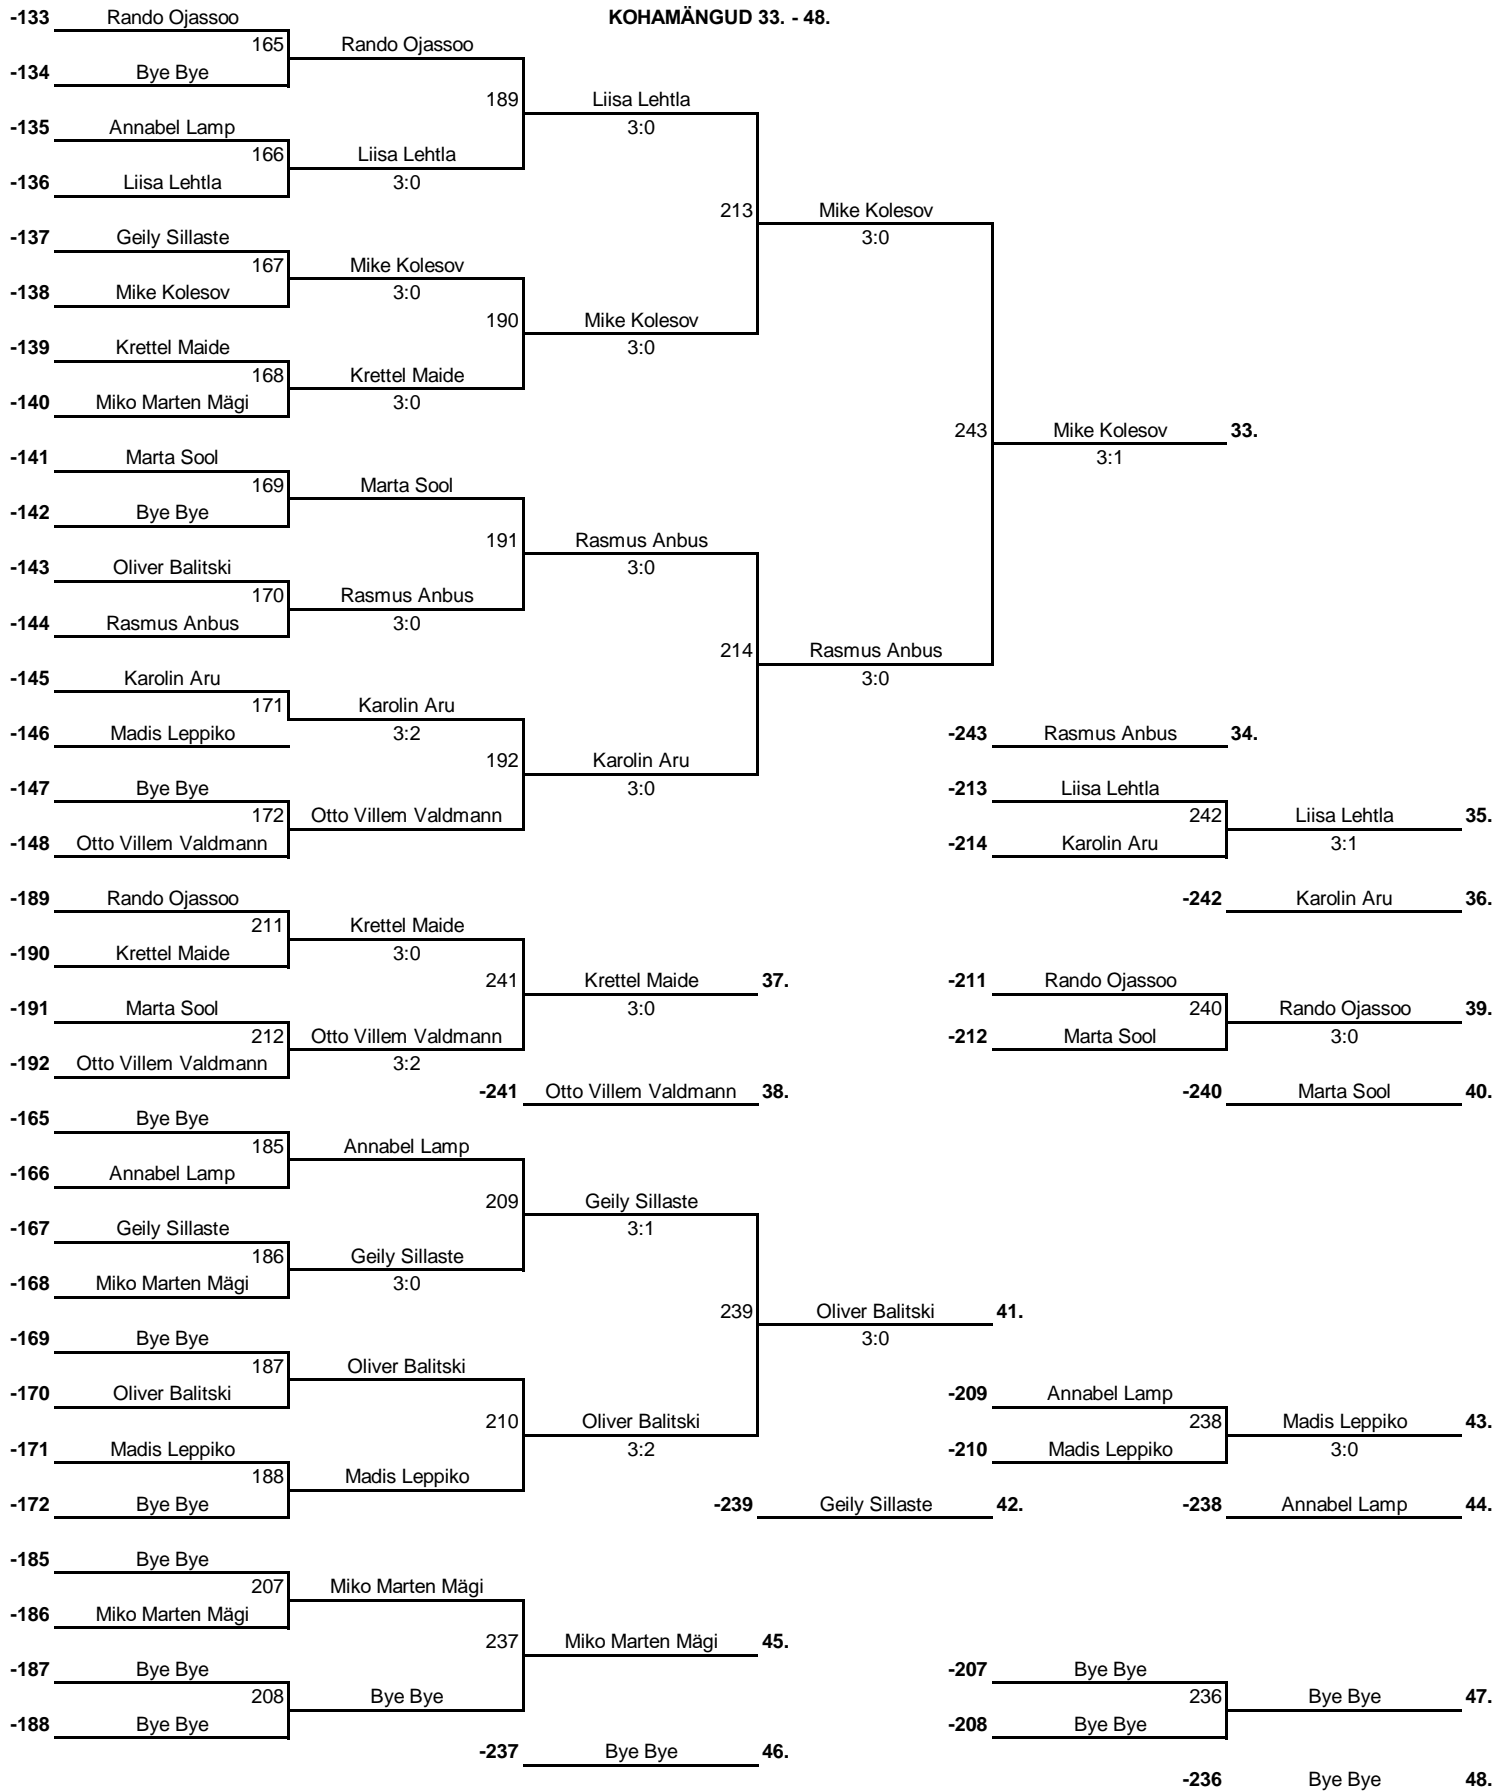 -133 Rando Ojassoo KOHAMÄNGUD 33. - 48.
165 Rando Ojassoo
-134 Bye Bye
189 Liisa Lehtla
-135 Annabel Lamp 3:0
166 Liisa Lehtla
-136 Liisa Lehtla 3:0
213 Mike Kolesov
-137 Geily Sillaste 3:0
167 Mike Kolesov
-138 Mike Kolesov 3:0
190 Mike Kolesov
-139 Krettel Maide 3:0
168 Krettel Maide
-140 Miko Marten Mägi 3:0
243 Mike Kolesov 33.
-141 Marta Sool 3:1
169 Marta Sool
-142 Bye Bye
191 Rasmus Anbus
-143 Oliver Balitski 3:0
170 Rasmus Anbus
-144 Rasmus Anbus 3:0
214 Rasmus Anbus
-145 Karolin Aru 3:0
171 Karolin Aru
-146 Madis Leppiko 3:2 -243 Rasmus Anbus 34.
192 Karolin Aru
-147 Bye Bye 3:0 -213 Liisa Lehtla
172 Otto Villem Valdmann 242 Liisa Lehtla 35.
-148 Otto Villem Valdmann -214 Karolin Aru 3:1
-189 Rando Ojassoo -242 Karolin Aru 36.
211 Krettel Maide
-190 Krettel Maide 3:0
241 Krettel Maide 37. -211 Rando Ojassoo
-191 Marta Sool 3:0 240 Rando Ojassoo 39.
212 Otto Villem Valdmann -212 Marta Sool 3:0
-192 Otto Villem Valdmann 3:2
-241 Otto Villem Valdmann 38. -240 Marta Sool 40.
-165 Bye Bye
185 Annabel Lamp
-166 Annabel Lamp
209 Geily Sillaste
-167 Geily Sillaste 3:1
186 Geily Sillaste
-168 Miko Marten Mägi 3:0
239 Oliver Balitski 41.
-169 Bye Bye 3:0
187 Oliver Balitski
-170 Oliver Balitski -209 Annabel Lamp
210 Oliver Balitski 238 Madis Leppiko 43.
-171 Madis Leppiko 3:2 -210 Madis Leppiko 3:0
188 Madis Leppiko
-172 Bye Bye -239 Geily Sillaste 42. -238 Annabel Lamp 44.
-185 Bye Bye
207 Miko Marten Mägi
-186 Miko Marten Mägi
237 Miko Marten Mägi 45.
-187 Bye Bye -207 Bye Bye
208 Bye Bye 236 Bye Bye 47.
-188 Bye Bye -208 Bye Bye
-237 Bye Bye 46.
-236 Bye Bye 48.